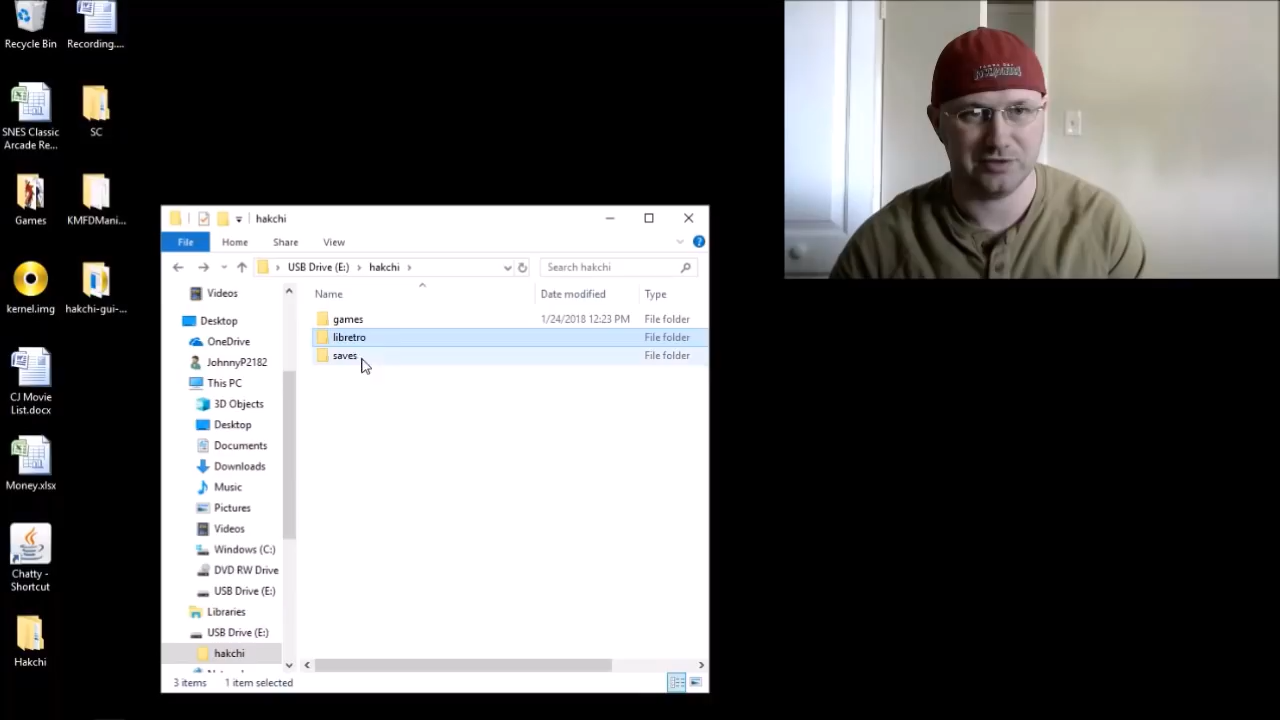 Recycle Bin
Recording....
SNES Classic
Arcade Re...
SC
Games
KMFDMani...
kernel.img
hakchi-gui-...
CJ Movie
List.docx
Money.xlsx
Chatty -
Shortcut
Hakchi
hakchi
File
Home
Share
View
USB Drive (E:)
hakchi
Search hakchi
Videos
Desktop
OneDrive
JohnnyP2182
This PC
3D Objects
Desktop
Documents
Downloads
Music
Pictures
Videos
Windows (C:)
DVD RW Drive
USB Drive (E:)
Libraries
USB Drive (E:)
hakchi
Name
Date modified
Type
games
1/24/2018 12:23 PM
File folder
libretro
File folder
saves
File folder
3 items
1 item selected